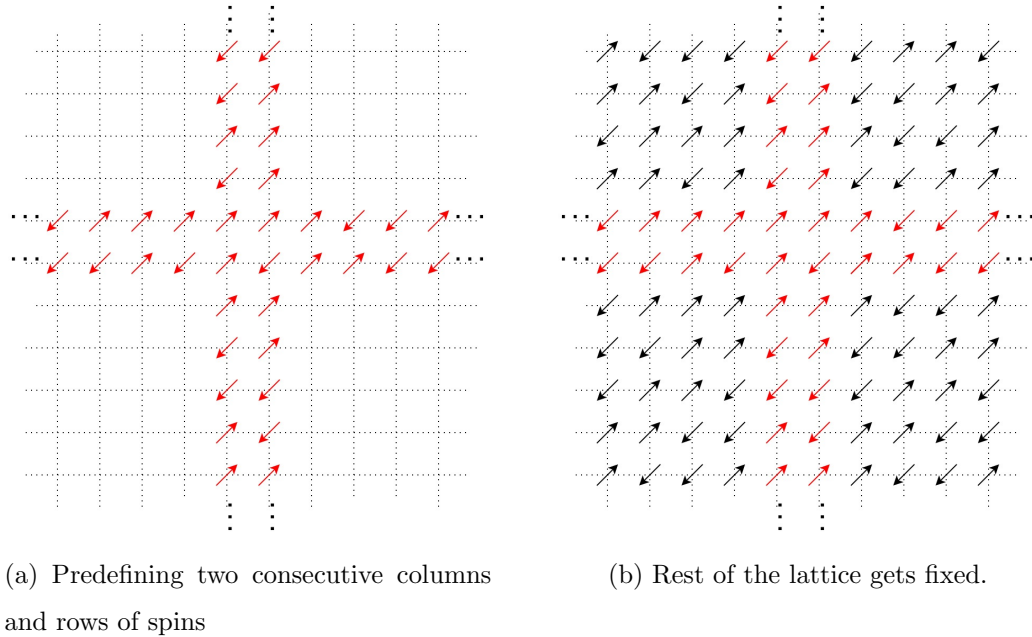 (a) Predefining two consecutive columns
and rows of spins
(b) Rest of the lattice gets fixed.